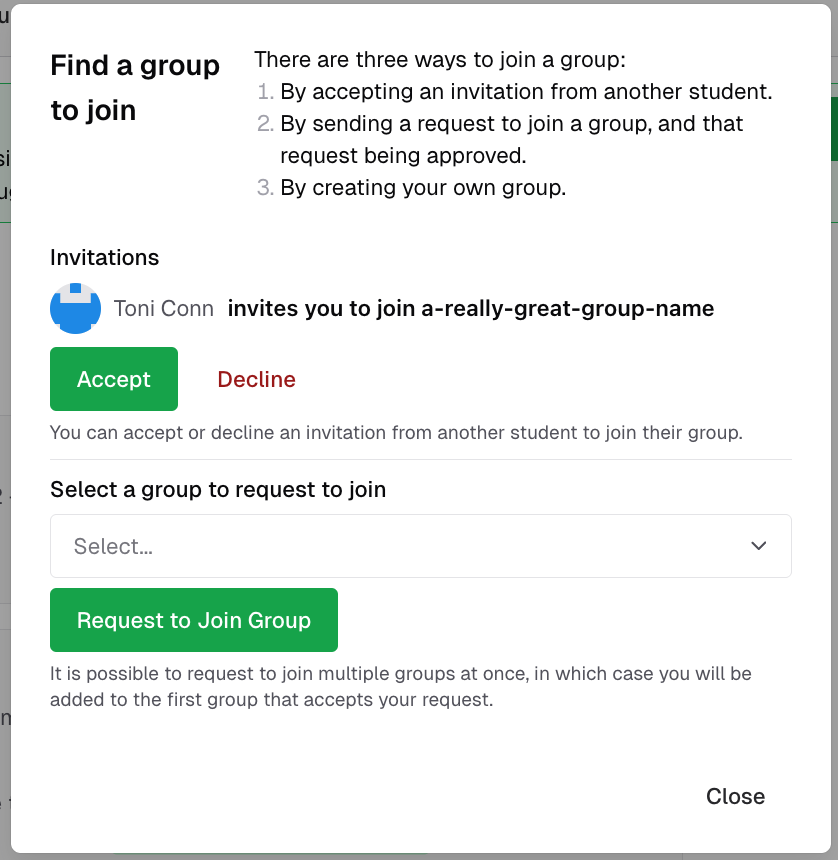 Find a group
to join
There are three ways to join a group:
1. By accepting an invitation from another student.
2. By sending a request to join a group, and that
request being approved.
3. By creating your own group.
Invitations
Toni Conn invites you to join a-really-great-group-name
Accept Decline
You can accept or decline an invitation from another student to join their group.
Select a group to request to join
Select...
Request to Join Group
It is possible to request to join multiple groups at once, in which case you will be
added to the first group that accepts your request.
Close